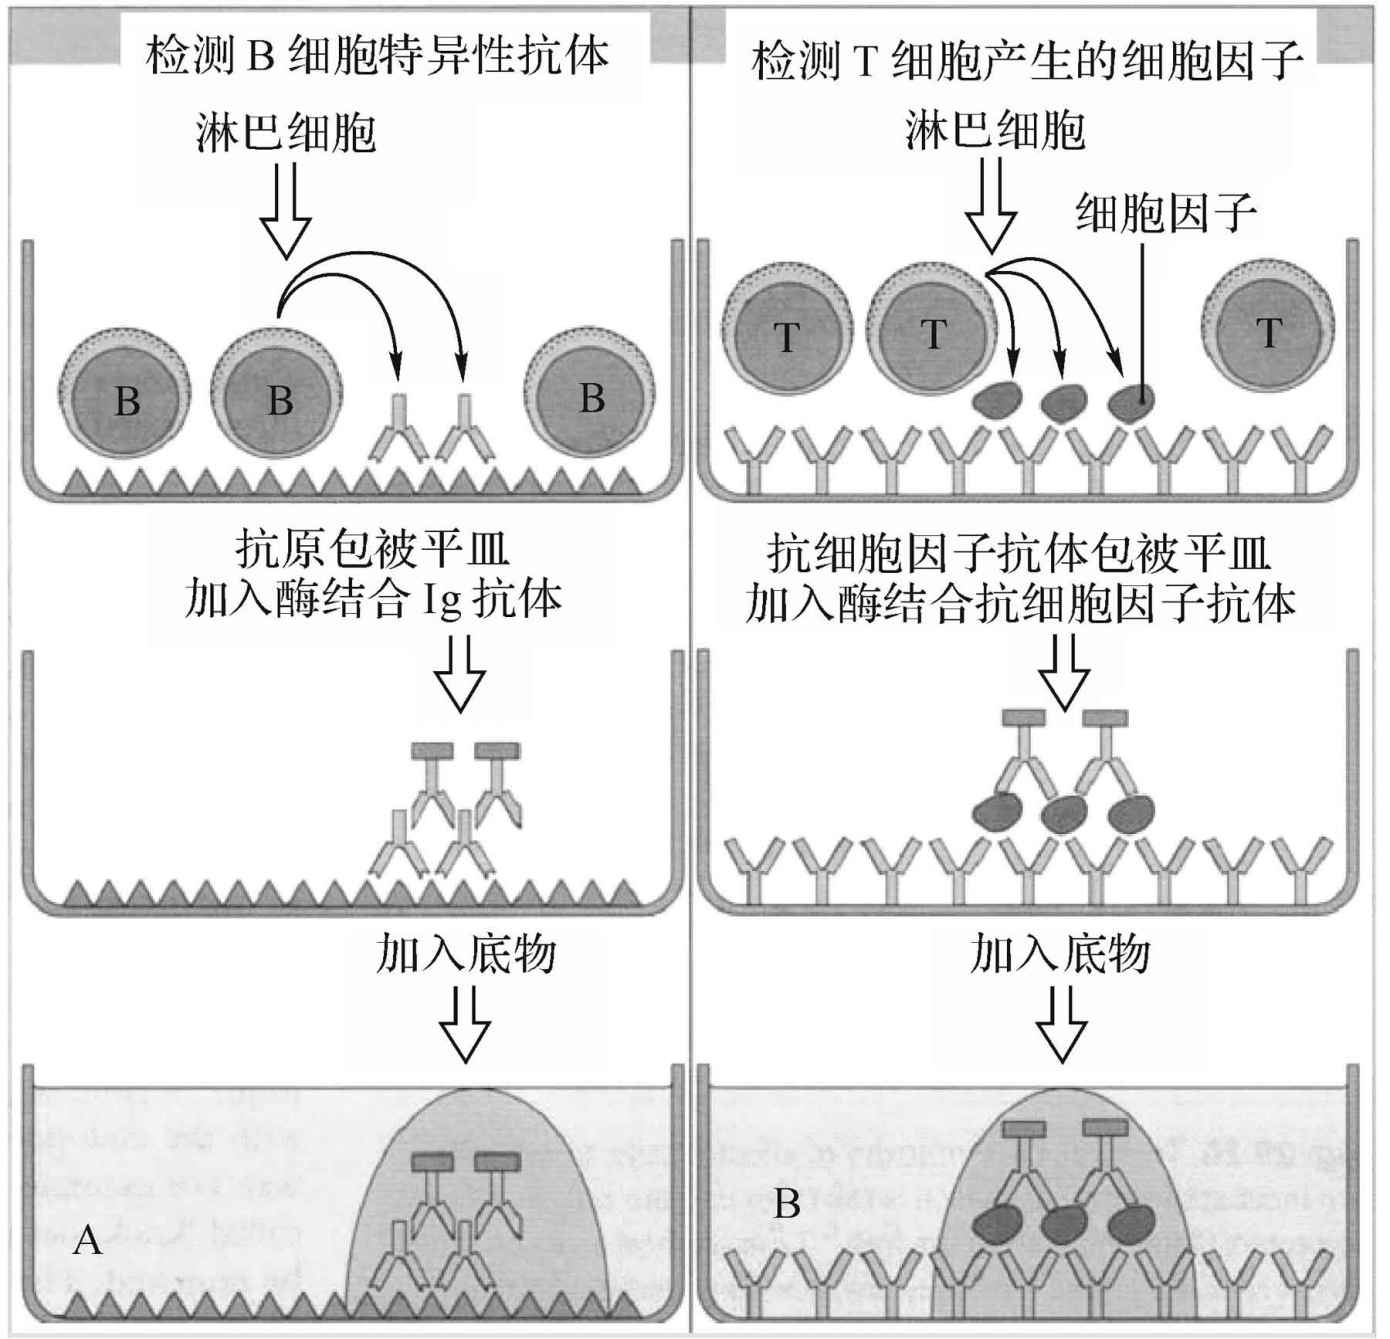 检测 B 细胞特异性抗体
淋巴细胞
B
B
B
抗原包被平皿
加入酶结合 Ig 抗体
加入底物
A
检测 T 细胞产生的细胞因子
淋巴细胞
细胞因子
T
T
T
抗细胞因子抗体包被平皿
加入酶结合抗细胞因子抗体
加入底物
B